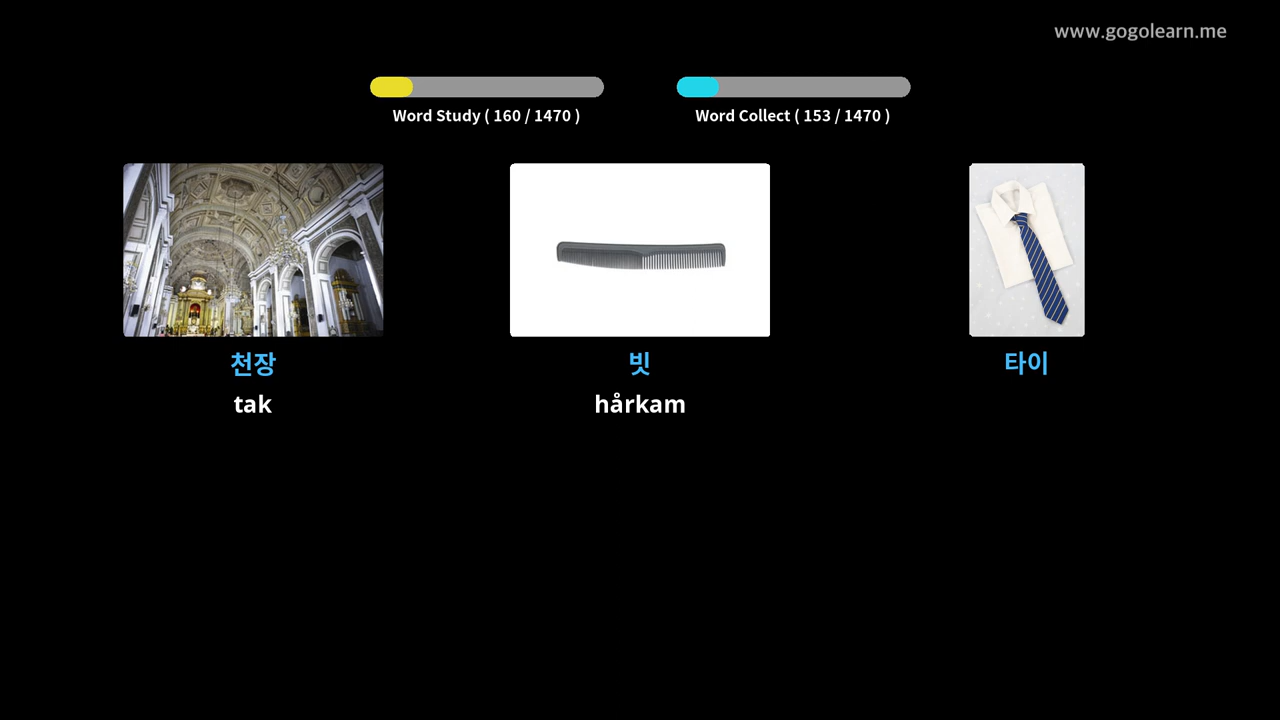 www.gogolearn.me
Word Study ( 160 / 1470 )
Word Collect ( 153 / 1470 )
천장
빗
타이
tak
hårkam